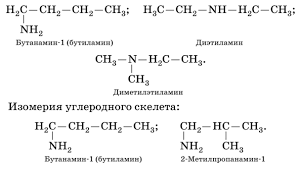 H₂C—CH₂—CH₂—CH₃; H₃C—CH₂—NH—CH₂—CH₃;
NH₂
Бутанамин-1 (бутиламин) Диэтиламин
CH₃—N—H₂C—CH₃.
CH₃
Диметилэтиламин
Изомерия углеродного скелета:
H₂C—CH₂—CH₂—CH₃; H₂C—HC—CH₃.
NH₂ NH₂ CH₃
Бутанамин-1 (бутиламин) 2-Метилпропанамин-1